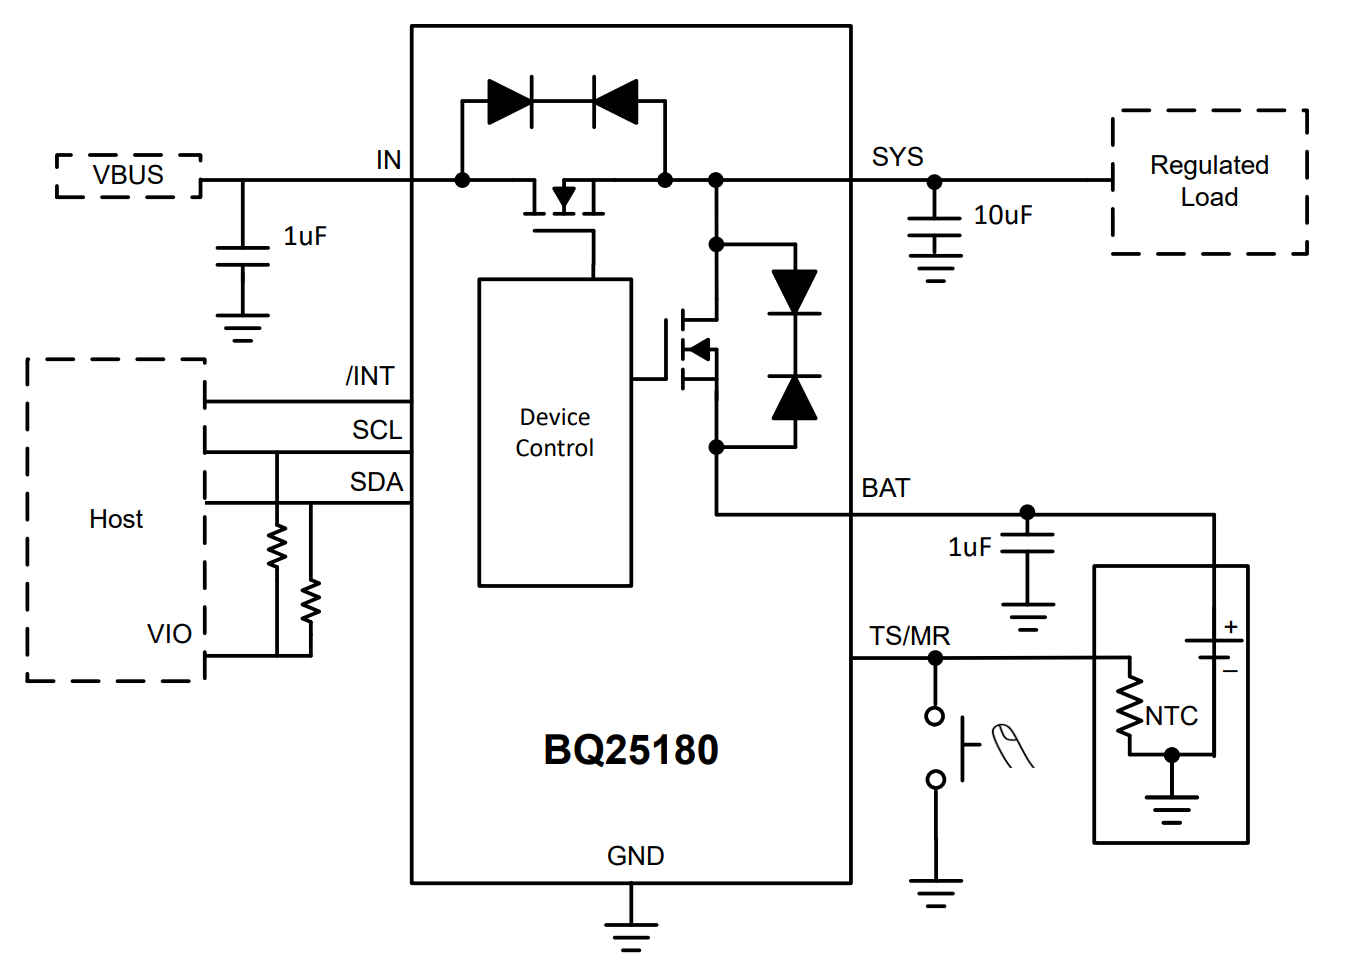 IN
SYS
VBUS
Regulated
Load
1uF
10uF
/INT
SCL
SDA
Device
Control
Host
BAT
1uF
VIO
TS/MR
+
–
NTC
BQ25180
GND